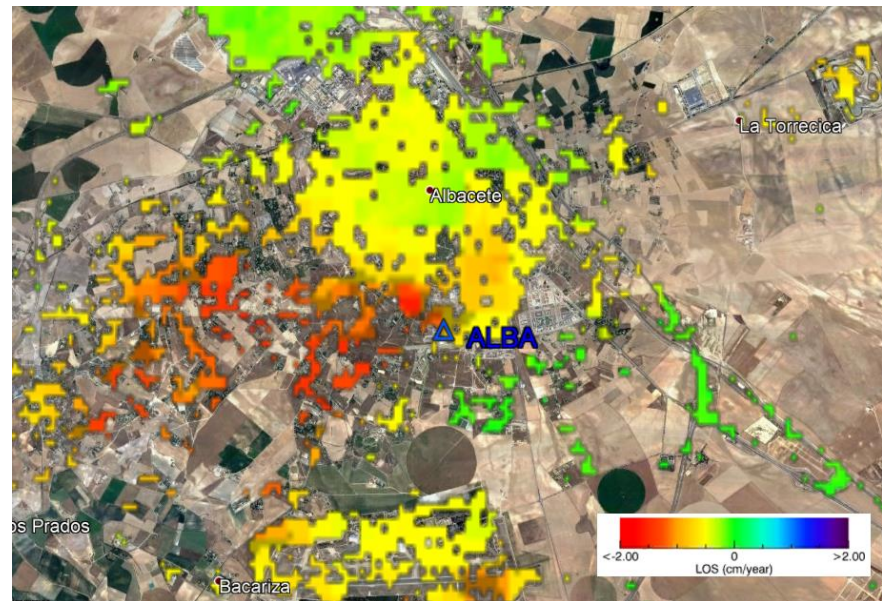 La Torrecica
Albacete
ALBA
os Prados
Bacariza
<-2.00 0 >2.00
LOS (cm/year)